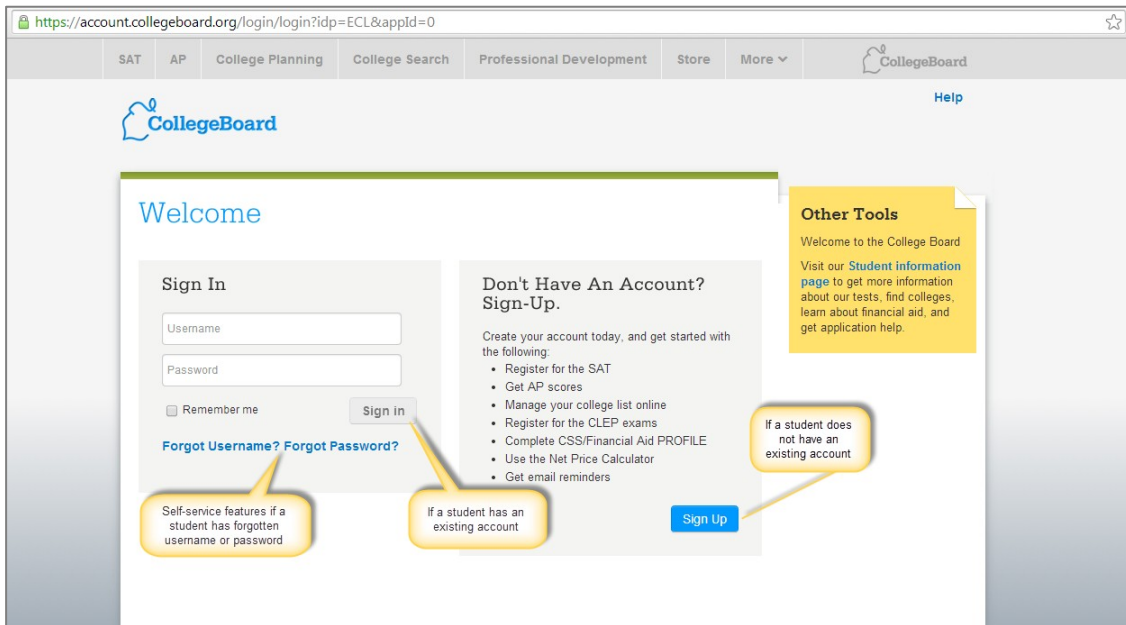 https://account.collegeboard.org/login/login?idp=ECL&appId=0
SAT AP College Planning College Search Professional Development Store More CollegeBoard
Help
CollegeBoard
Welcome
Sign In
Username
Password
Remember me
Sign in
Forgot Username? Forgot Password?
Self-service features if a
student has forgotten
username or password
If a student has an
existing account
Don't Have An Account?
Sign-Up.
Create your account today, and get started with
the following:
• Register for the SAT
• Get AP scores
• Manage your college list online
• Register for the CLEP exams
• Complete CSS/Financial Aid PROFILE
• Use the Net Price Calculator
• Get email reminders
Sign Up
If a student does
not have an
existing account
Other Tools
Welcome to the College Board
Visit our Student information
page to get more information
about our tests, find colleges,
learn about financial aid, and
get application help.